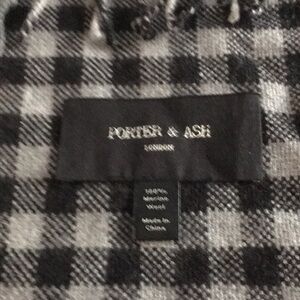 PORTER & ASH
LONDON
100%
Merino
Wool
Made in
China